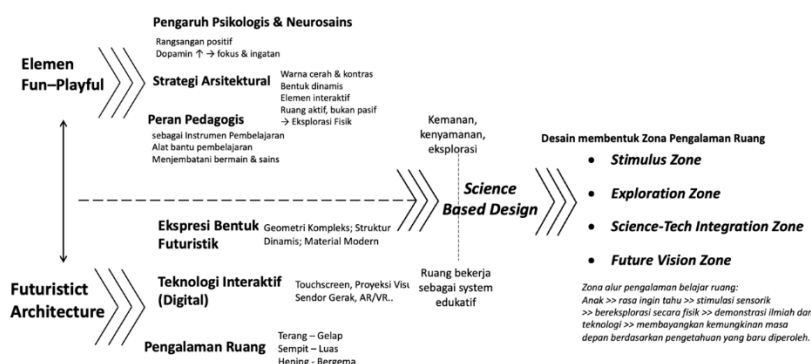 Elemen
Fun–Playful
Pengaruh Psikologis & Neurosains
Rangsangan positif
Dopamin ↑ → fokus & ingatan
Strategi Arsitektural
Warna cerah & kontras
Bentuk dinamis
Elemen interaktif
Ruang aktif, bukan pasif
→ Eksplorasi Fisik
Peran Pedagogis
sebagai Instrumen Pembelajaran
Alat bantu pembelajaran
Menjembatani bermain & sains
Futuristict
Architecture
Ekspresi Bentuk
Futuristik
Geometri Kompleks; Struktur
Dinamis; Material Modern
Teknologi Interaktif
(Digital)
Touchscreen, Proyeksi Visu
Sendor Gerak, AR/VR..
Pengalaman Ruang
Terang – Gelap
Sempit – Luas
Hening - Bergema
Kemanan,
kenyamanan,
eksplorasi
Science
Based Design
Ruang bekerja
sebagai system
edukatif
Desain membentuk Zona Pengalaman Ruang
• Stimulus Zone
• Exploration Zone
• Science-Tech Integration Zone
• Future Vision Zone
Zona alur pengalaman belajar ruang:
Anak >> rasa ingin tahu >> stimulasi sensorik
>> bereksplorasi secara fisik >> demonstrasi ilmiah dan
teknologi >> membayangkan kemungkinan masa
depan berdasarkan pengetahuan yang baru diperoleh.